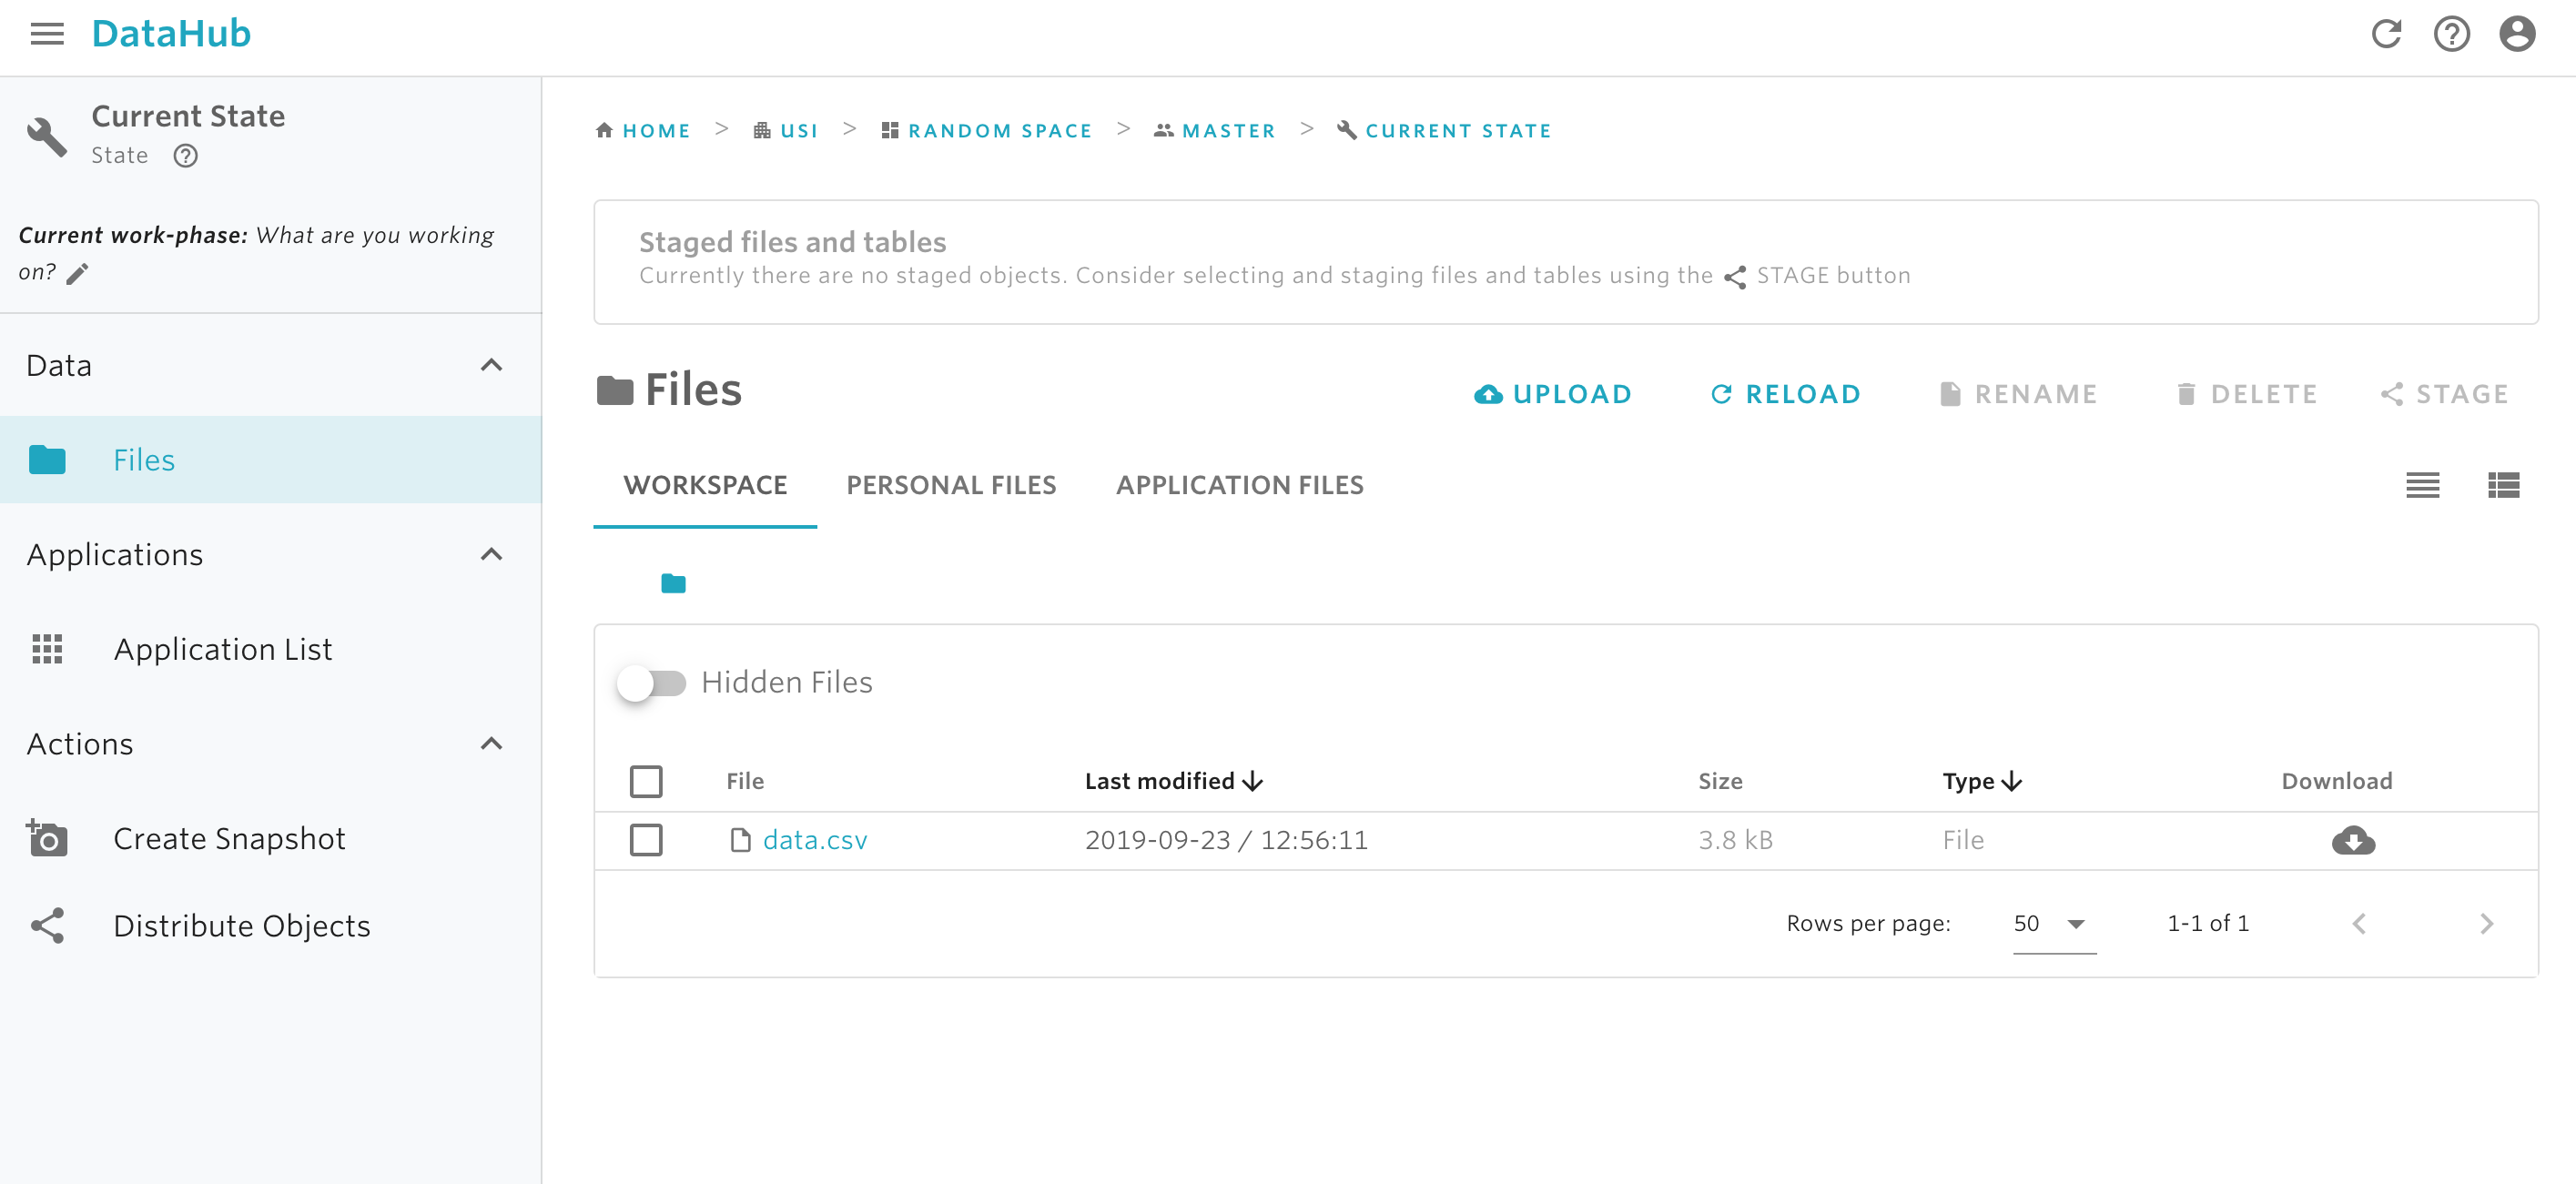 DataHub
Current State
State
Current work-phase: What are you working
on?
Data
Files
Applications
Application List
Actions
Create Snapshot
Distribute Objects
HOME > USI > RANDOM SPACE > MASTER > CURRENT STATE
Staged files and tables
Currently there are no staged objects. Consider selecting and staging files and tables using the STAGE button
Files
UPLOAD RELOAD RENAME DELETE STAGE
WORKSPACE PERSONAL FILES APPLICATION FILES
Hidden Files
File Last modified Size Type Download
data.csv 2019-09-23 / 12:56:11 3.8 kB File
Rows per page: 50 1-1 of 1